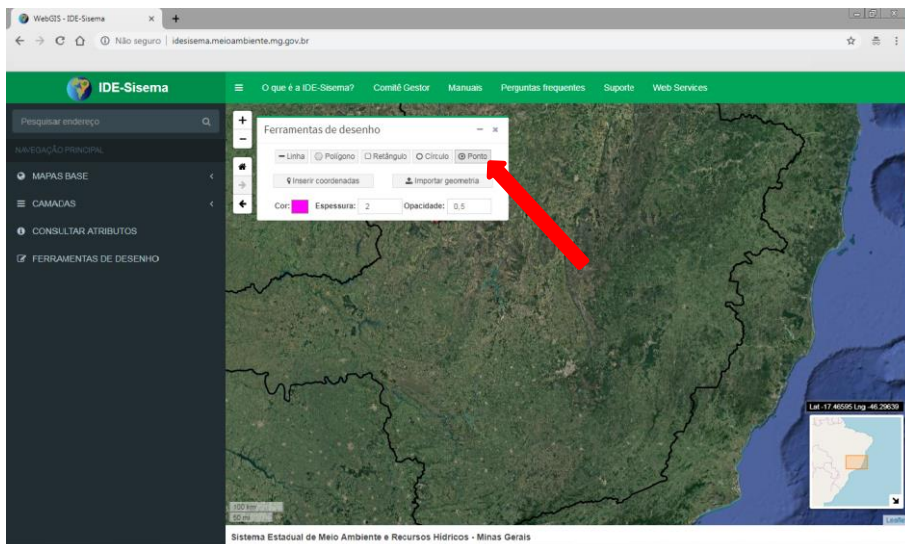 WebGIS - IDE-Sisema
Não seguro | idesisema.meioambiente.mg.gov.br
IDE-Sisema
O que é a IDE-Sisema? Comitê Gestor Manuais Perguntas frequentes Suporte Web Services
Pesquisar endereço
NAVEGAÇÃO PRINCIPAL
MAPAS BASE
CAMADAS
CONSULTAR ATRIBUTOS
FERRAMENTAS DE DESENHO
Ferramentas de desenho
Linha Polígono Retângulo Círculo Ponto
Inserir coordenadas Importar geometria
Cor: Espessura: 2 Opacidade: 0,5
Lat -17.46595 Lng -46.29639
100 km
50 mi
Leaflet
Sistema Estadual de Meio Ambiente e Recursos Hídricos - Minas Gerais